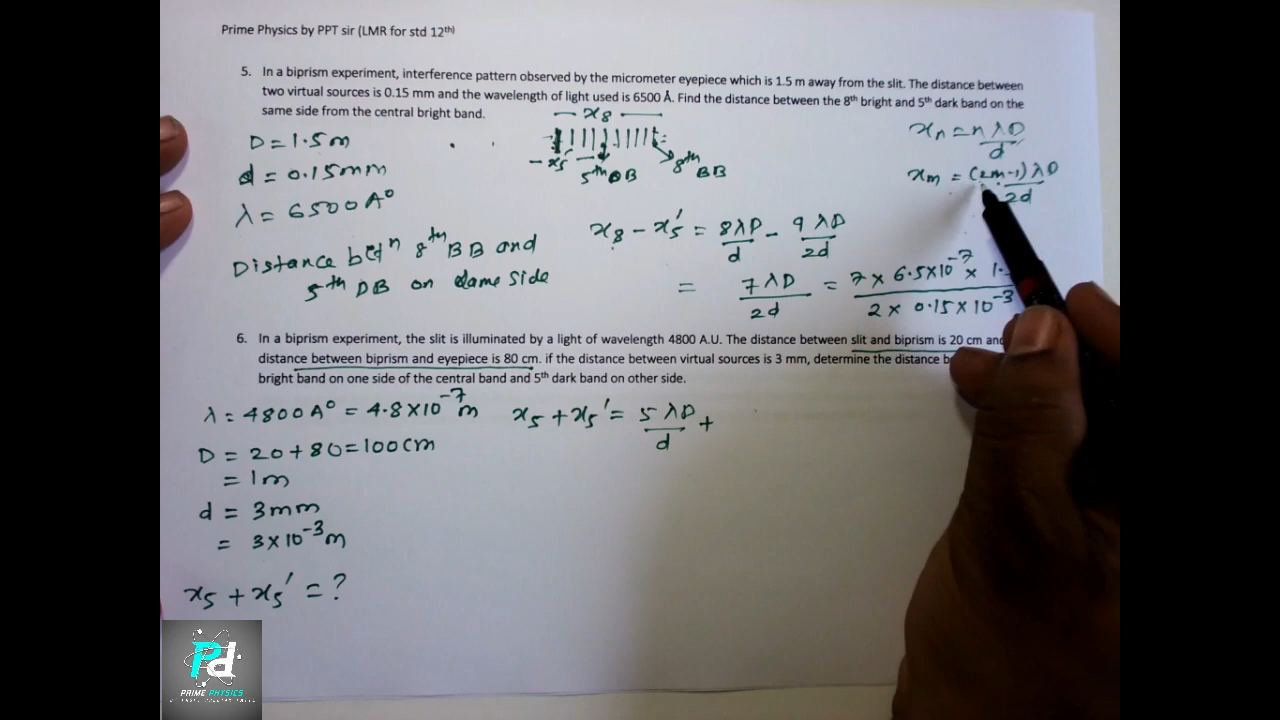 Prime Physics by PPT sir (LMR for std 12th)
5. In a biprism experiment, interference pattern observed by the micrometer eyepiece which is 1.5 m away from the slit. The distance between
two virtual sources is 0.15 mm and the wavelength of light used is 6500 Å. Find the distance between the 8th bright and 5th dark band on the
same side from the central bright band.
D = 1.5m
d = 0.15mm
λ = 6500 A°
x8
x5'
5th DB
8th BB
xn = nλD/d
xm = (2m-1)λD/2d
Distance betn 8th BB and
5th DB on same side
x8 - x5' = 8λD/d - 9λD/2d
= 7λD/2d = 7 × 6.5×10^-7 × 1. / 2 × 0.15×10^-3
6. In a biprism experiment, the slit is illuminated by a light of wavelength 4800 A.U. The distance between slit and biprism is 20 cm and
distance between biprism and eyepiece is 80 cm. if the distance between virtual sources is 3 mm, determine the distance
bright band on one side of the central band and 5th dark band on other side.
λ = 4800A° = 4.8×10^-7 m
D = 20+80=100cm
= 1m
d = 3mm
= 3×10^-3 m
x5 + x5' = ?
x5 + x5' = 5λD/d +
Pd
PRIME PHYSICS